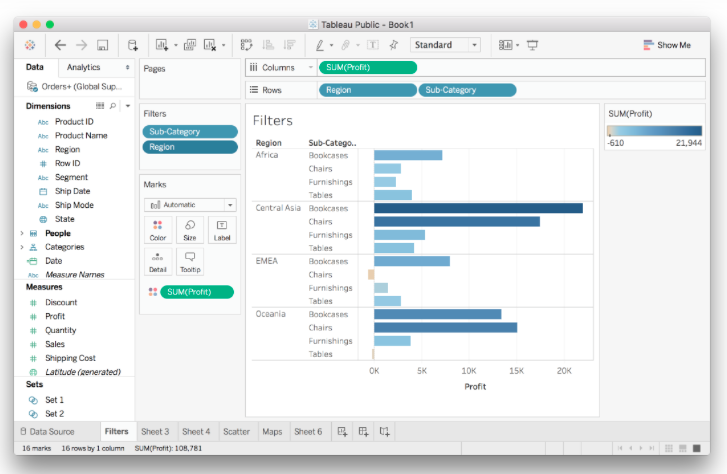 Tableau Public - Book1
Standard
Show Me
Data Analytics
Orders+ (Global Sup...
Dimensions
Abc Product ID
Abc Product Name
Abc Region
# Row ID
Abc Segment
Ship Date
Abc Ship Mode
State
People
Categories
Date
Abc Measure Names
Measures
# Discount
# Profit
# Quantity
# Sales
# Shipping Cost
Latitude (generated)
Sets
Set 1
Set 2
Pages
Filters
Sub-Category
Region
Marks
Automatic
Color Size Label
Detail Tooltip
SUM(Profit)
Columns SUM(Profit)
Rows Region Sub-Category
Filters
Region Sub-Catego..
Africa Bookcases
Chairs
Furnishings
Tables
Central Asia Bookcases
Chairs
Furnishings
Tables
EMEA Bookcases
Chairs
Furnishings
Tables
Oceania Bookcases
Chairs
Furnishings
Tables
0K 5K 10K 15K 20K
Profit
SUM(Profit)
-610 21,944
Data Source Filters Sheet 3 Sheet 4 Scatter Maps Sheet 6
16 marks 16 rows by 1 column SUM(Profit): 108,781